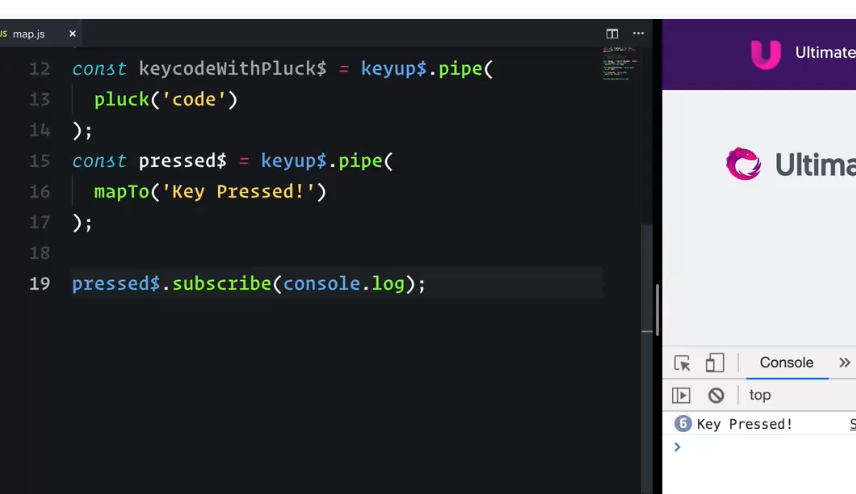 JS map.js ×
12 const keycodeWithPluck$ = keyup$.pipe(
13 pluck('code')
14 );
15 const pressed$ = keyup$.pipe(
16 mapTo('Key Pressed!')
17 );
18
19 pressed$.subscribe(console.log);
Ultimate
Ultima
Console »
top
6 Key Pressed!